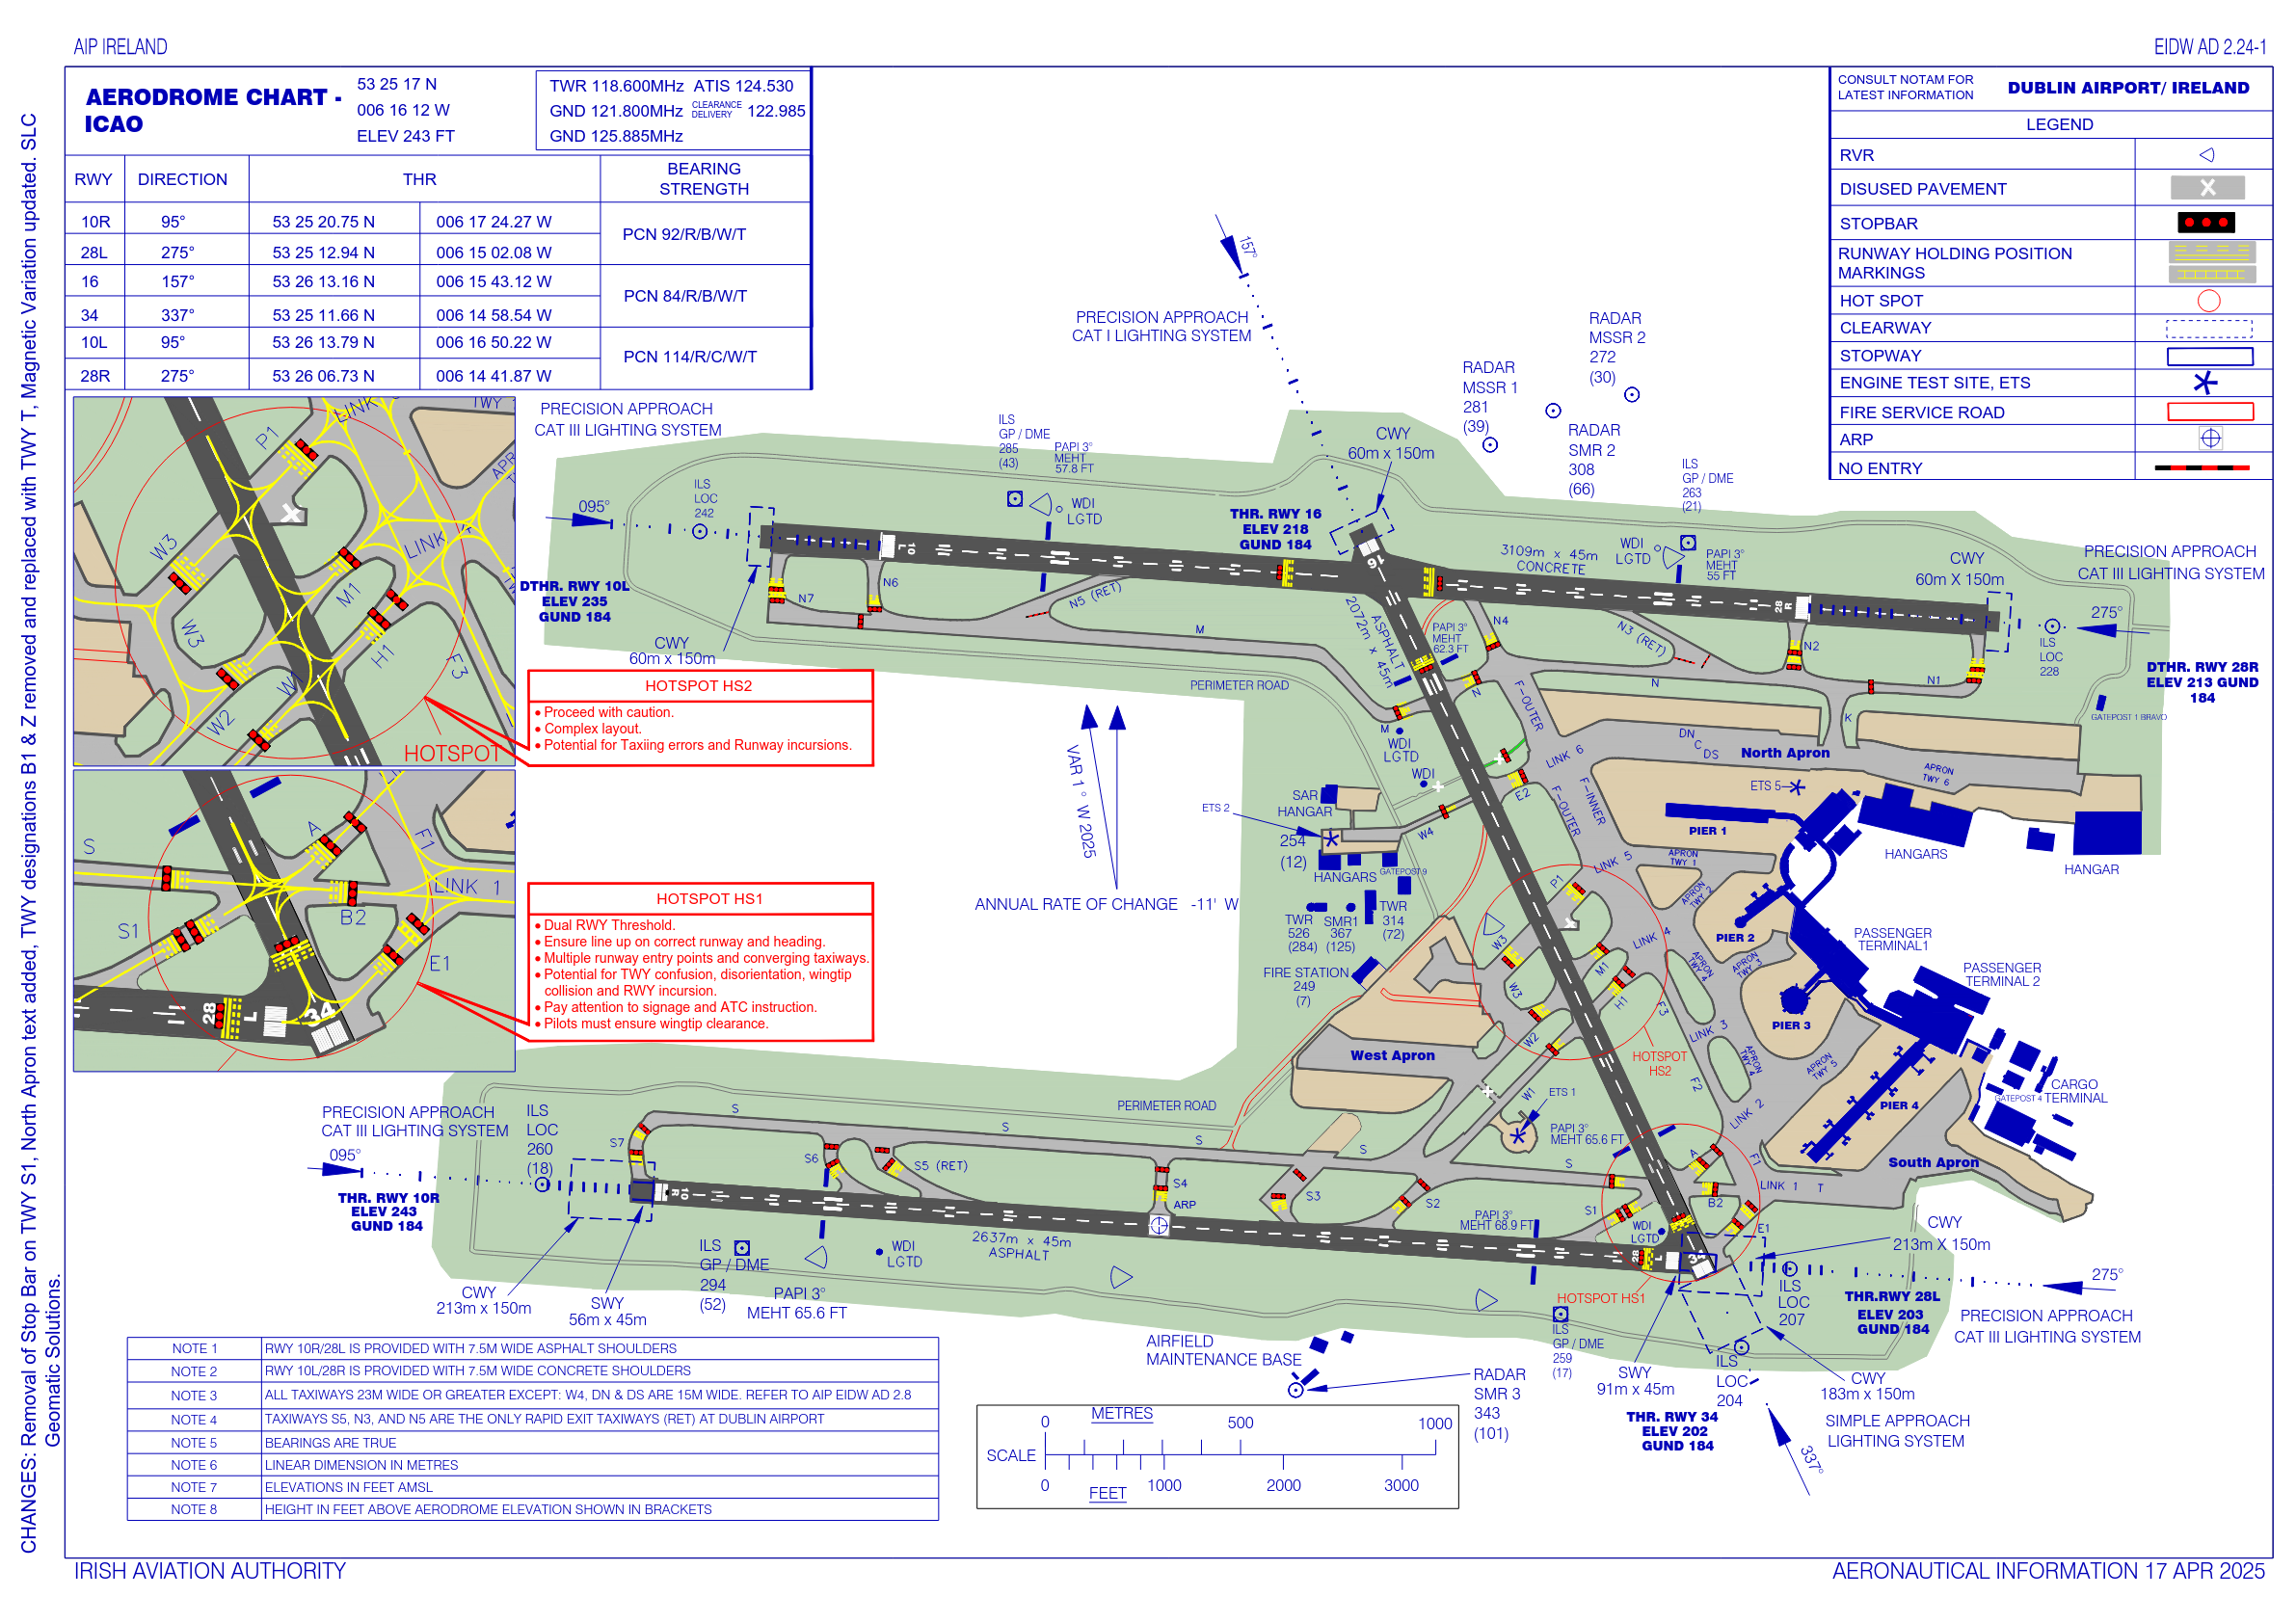 AIP IRELAND
EIDW AD 2.24-1
AERODROME CHART -
ICAO
53 25 17 N
006 16 12 W
ELEV 243 FT
TWR 118.600MHz ATIS 124.530
GND 121.800MHz CLEARANCE DELIVERY 122.985
GND 125.885MHz
RWY DIRECTION THR BEARING STRENGTH
10R 95° 53 25 20.75 N 006 17 24.27 W PCN 92/R/B/W/T
28L 275° 53 25 12.94 N 006 15 02.08 W
16 157° 53 26 13.16 N 006 15 43.12 W PCN 84/R/B/W/T
34 337° 53 25 11.66 N 006 14 58.54 W
10L 95° 53 26 13.79 N 006 16 50.22 W PCN 114/R/C/W/T
28R 275° 53 26 06.73 N 006 14 41.87 W
CONSULT NOTAM FOR
LATEST INFORMATION
DUBLIN AIRPORT/ IRELAND
LEGEND
RVR
DISUSED PAVEMENT
STOPBAR
RUNWAY HOLDING POSITION
MARKINGS
HOT SPOT
CLEARWAY
STOPWAY
ENGINE TEST SITE, ETS
FIRE SERVICE ROAD
ARP
NO ENTRY
CHANGES: Removal of Stop Bar on TWY S1, North Apron text added, TWY designations B1 & Z removed and replaced with TWY T, Magnetic Variation updated. SLC
Geomatic Solutions.
LINK
TWY
P1
APR
W3
LINK
M1
W3
H1
F3
W1
W2
HOTSPOT
S
A
F1
LINK 1
B2
S1
E1
28
L
34
HOTSPOT HS2
• Proceed with caution.
• Complex layout.
• Potential for Taxiing errors and Runway incursions.
HOTSPOT HS1
• Dual RWY Threshold.
• Ensure line up on correct runway and heading.
• Multiple runway entry points and converging taxiways.
• Potential for TWY confusion, disorientation, wingtip
collision and RWY incursion.
• Pay attention to signage and ATC instruction.
• Pilots must ensure wingtip clearance.
157°
PRECISION APPROACH
CAT I LIGHTING SYSTEM
RADAR
MSSR 2
272
(30)
RADAR
MSSR 1
281
(39)
RADAR
SMR 2
308
(66)
PRECISION APPROACH
CAT III LIGHTING SYSTEM
ILS
GP / DME
285
(43)
PAPI 3°
MEHT
57.8 FT
CWY
60m x 150m
ILS
GP / DME
263
(21)
095°
ILS
LOC
242
WDI
LGTD
THR. RWY 16
ELEV 218
GUND 184
3109m x 45m
CONCRETE
WDI
LGTD
PAPI 3°
MEHT
55 FT
CWY
60m X 150m
PRECISION APPROACH
CAT III LIGHTING SYSTEM
10
L
16
28
R
DTHR. RWY 10L
ELEV 235
GUND 184
N7
N6
N5 (RET)
M
2072m x 45m
ASPHALT
PAPI 3°
MEHT
62.3 FT
N4
N3 (RET)
N2
275°
ILS
LOC
228
DTHR. RWY 28R
ELEV 213 GUND
184
CWY
60m x 150m
PERIMETER ROAD
N
N
N1
K
GATEPOST 1 BRAVO
F-OUTER
M
WDI
LGTD
DN
C
DS
North Apron
LINK 6
APRON
TWY 6
WDI
E2
F-OUTER
F-INNER
ETS 5
VAR 1° W 2025
ANNUAL RATE OF CHANGE -11' W
SAR
HANGAR
ETS 2
254
(12)
W4
PIER 1
HANGARS
HANGAR
HANGARS
GATEPOST 9
LINK 5
APRON
TWY 1
APRON
TWY 2
TWR
526
(284)
SMR1
367
(125)
TWR
314
(72)
P1
PIER 2
PASSENGER
TERMINAL1
W3
LINK 4
M1
APRON
TWY 4
APRON
TWY 3
PASSENGER
TERMINAL 2
FIRE STATION
249
(7)
W3
H1
F3
LINK 3
PIER 3
West Apron
W2
HOTSPOT
HS2
APRON
TWY 4
APRON
TWY 5
W1
ETS 1
F2
LINK 2
PIER 4
CARGO
TERMINAL
GATEPOST 4
PERIMETER ROAD
PRECISION APPROACH
CAT III LIGHTING SYSTEM
ILS
LOC
260
(18)
095°
THR. RWY 10R
ELEV 243
GUND 184
S
S
S
S
S
S7
S6
S5 (RET)
S4
ARP
S3
S2
S1
PAPI 3°
MEHT 65.6 FT
A
F1
B2
E1
LINK 1
T
South Apron
10
R
2637m x 45m
ASPHALT
PAPI 3°
MEHT 68.9 FT
WDI
LGTD
28
L
34
CWY
213m X 150m
275°
ILS
GP / DME
294
(52)
WDI
LGTD
PAPI 3°
MEHT 65.6 FT
CWY
213m x 150m
SWY
56m x 45m
HOTSPOT HS1
ILS
GP / DME
259
(17)
ILS
LOC
207
THR.RWY 28L
ELEV 203
GUND 184
PRECISION APPROACH
CAT III LIGHTING SYSTEM
AIRFIELD
MAINTENANCE BASE
RADAR
SMR 3
343
(101)
SWY
91m x 45m
ILS
LOC
204
CWY
183m x 150m
THR. RWY 34
ELEV 202
GUND 184
SIMPLE APPROACH
LIGHTING SYSTEM
337°
NOTE 1 RWY 10R/28L IS PROVIDED WITH 7.5M WIDE ASPHALT SHOULDERS
NOTE 2 RWY 10L/28R IS PROVIDED WITH 7.5M WIDE CONCRETE SHOULDERS
NOTE 3 ALL TAXIWAYS 23M WIDE OR GREATER EXCEPT: W4, DN & DS ARE 15M WIDE. REFER TO AIP EIDW AD 2.8
NOTE 4 TAXIWAYS S5, N3, AND N5 ARE THE ONLY RAPID EXIT TAXIWAYS (RET) AT DUBLIN AIRPORT
NOTE 5 BEARINGS ARE TRUE
NOTE 6 LINEAR DIMENSION IN METRES
NOTE 7 ELEVATIONS IN FEET AMSL
NOTE 8 HEIGHT IN FEET ABOVE AERODROME ELEVATION SHOWN IN BRACKETS
0 METRES 500 1000
SCALE
0 FEET 1000 2000 3000
IRISH AVIATION AUTHORITY
AERONAUTICAL INFORMATION 17 APR 2025